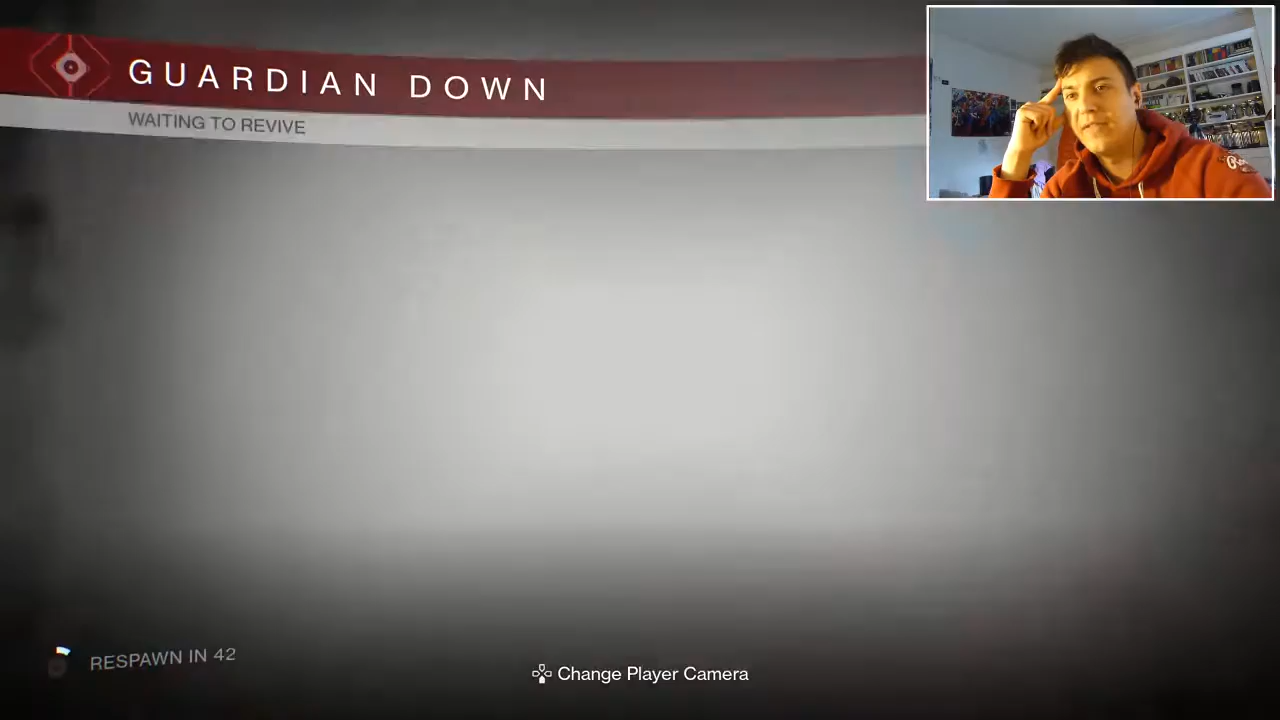 GUARDIAN DOWN
WAITING TO REVIVE
RESPAWN IN 42
Change Player Camera